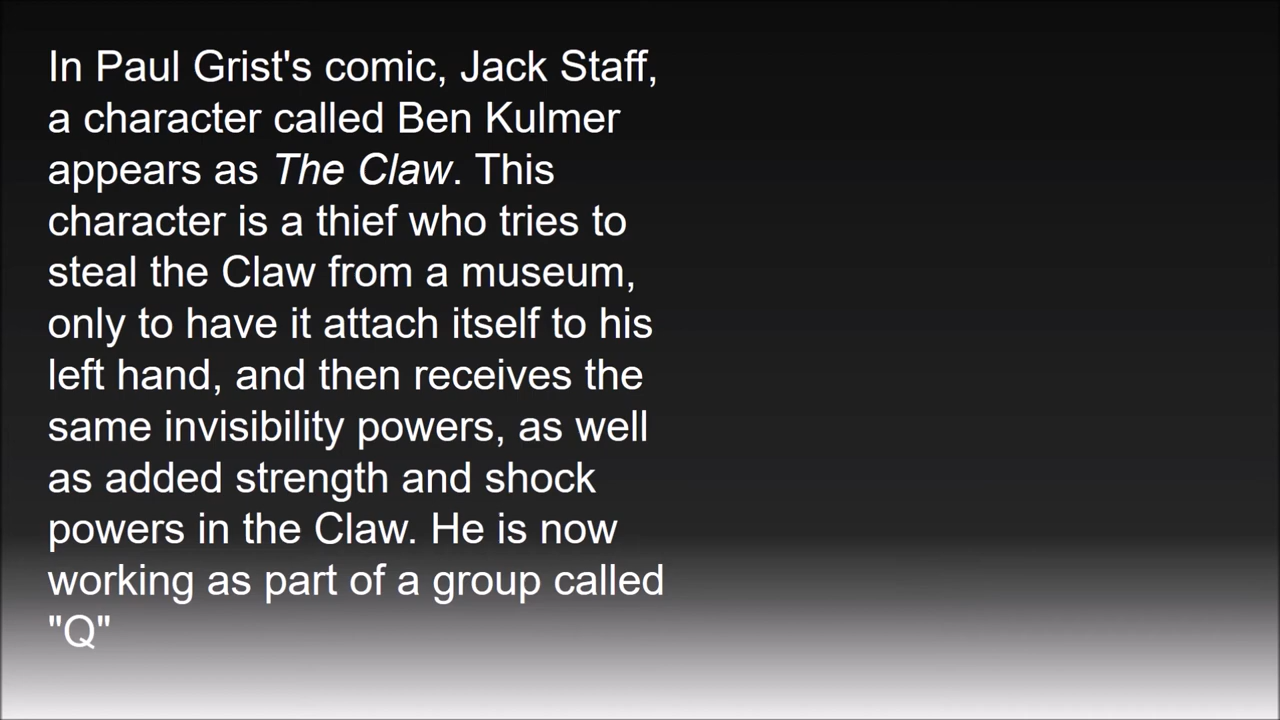 In Paul Grist's comic, Jack Staff,
a character called Ben Kulmer
appears as The Claw. This
character is a thief who tries to
steal the Claw from a museum,
only to have it attach itself to his
left hand, and then receives the
same invisibility powers, as well
as added strength and shock
powers in the Claw. He is now
working as part of a group called
"Q"